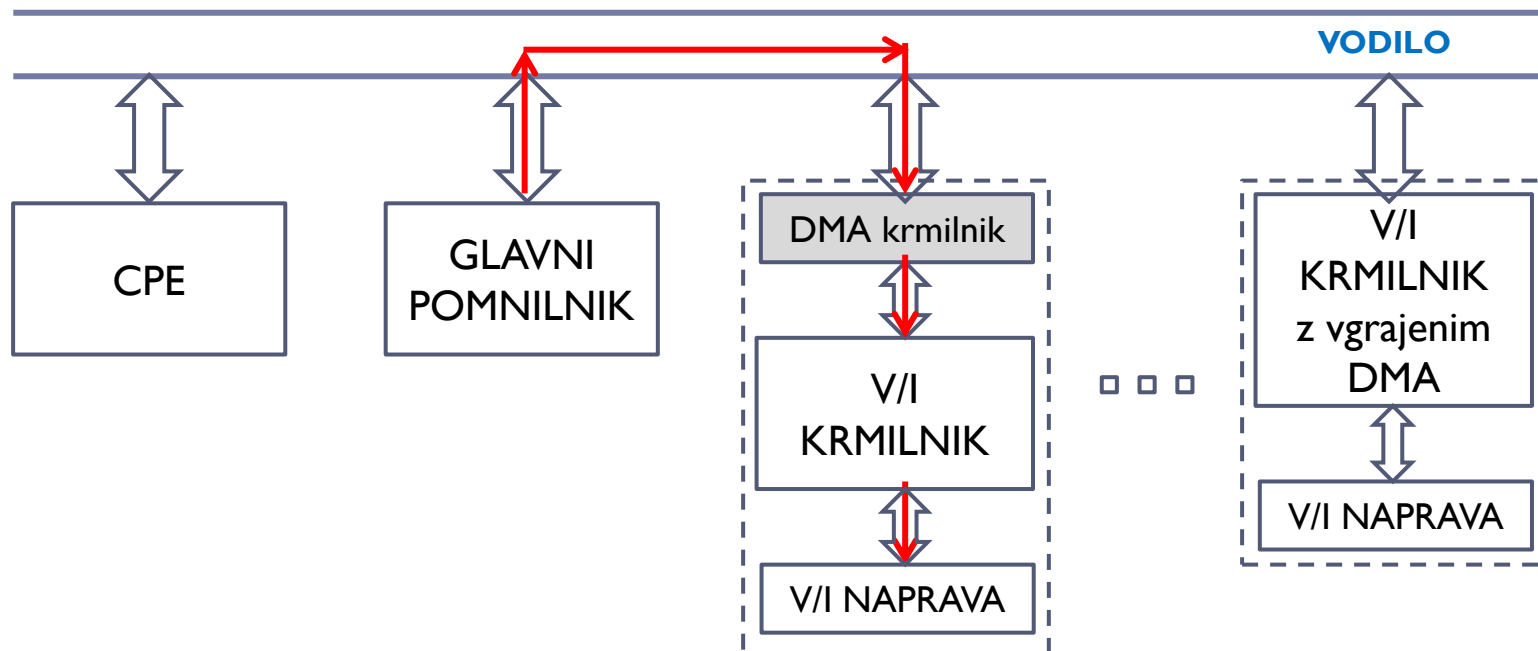 VODILO
CPE
GLAVNI
POMNILNIK
DMA krmilnik
V/I
KRMILNIK
V/I NAPRAVA
V/I
KRMILNIK
z vgrajenim
DMA
V/I NAPRAVA